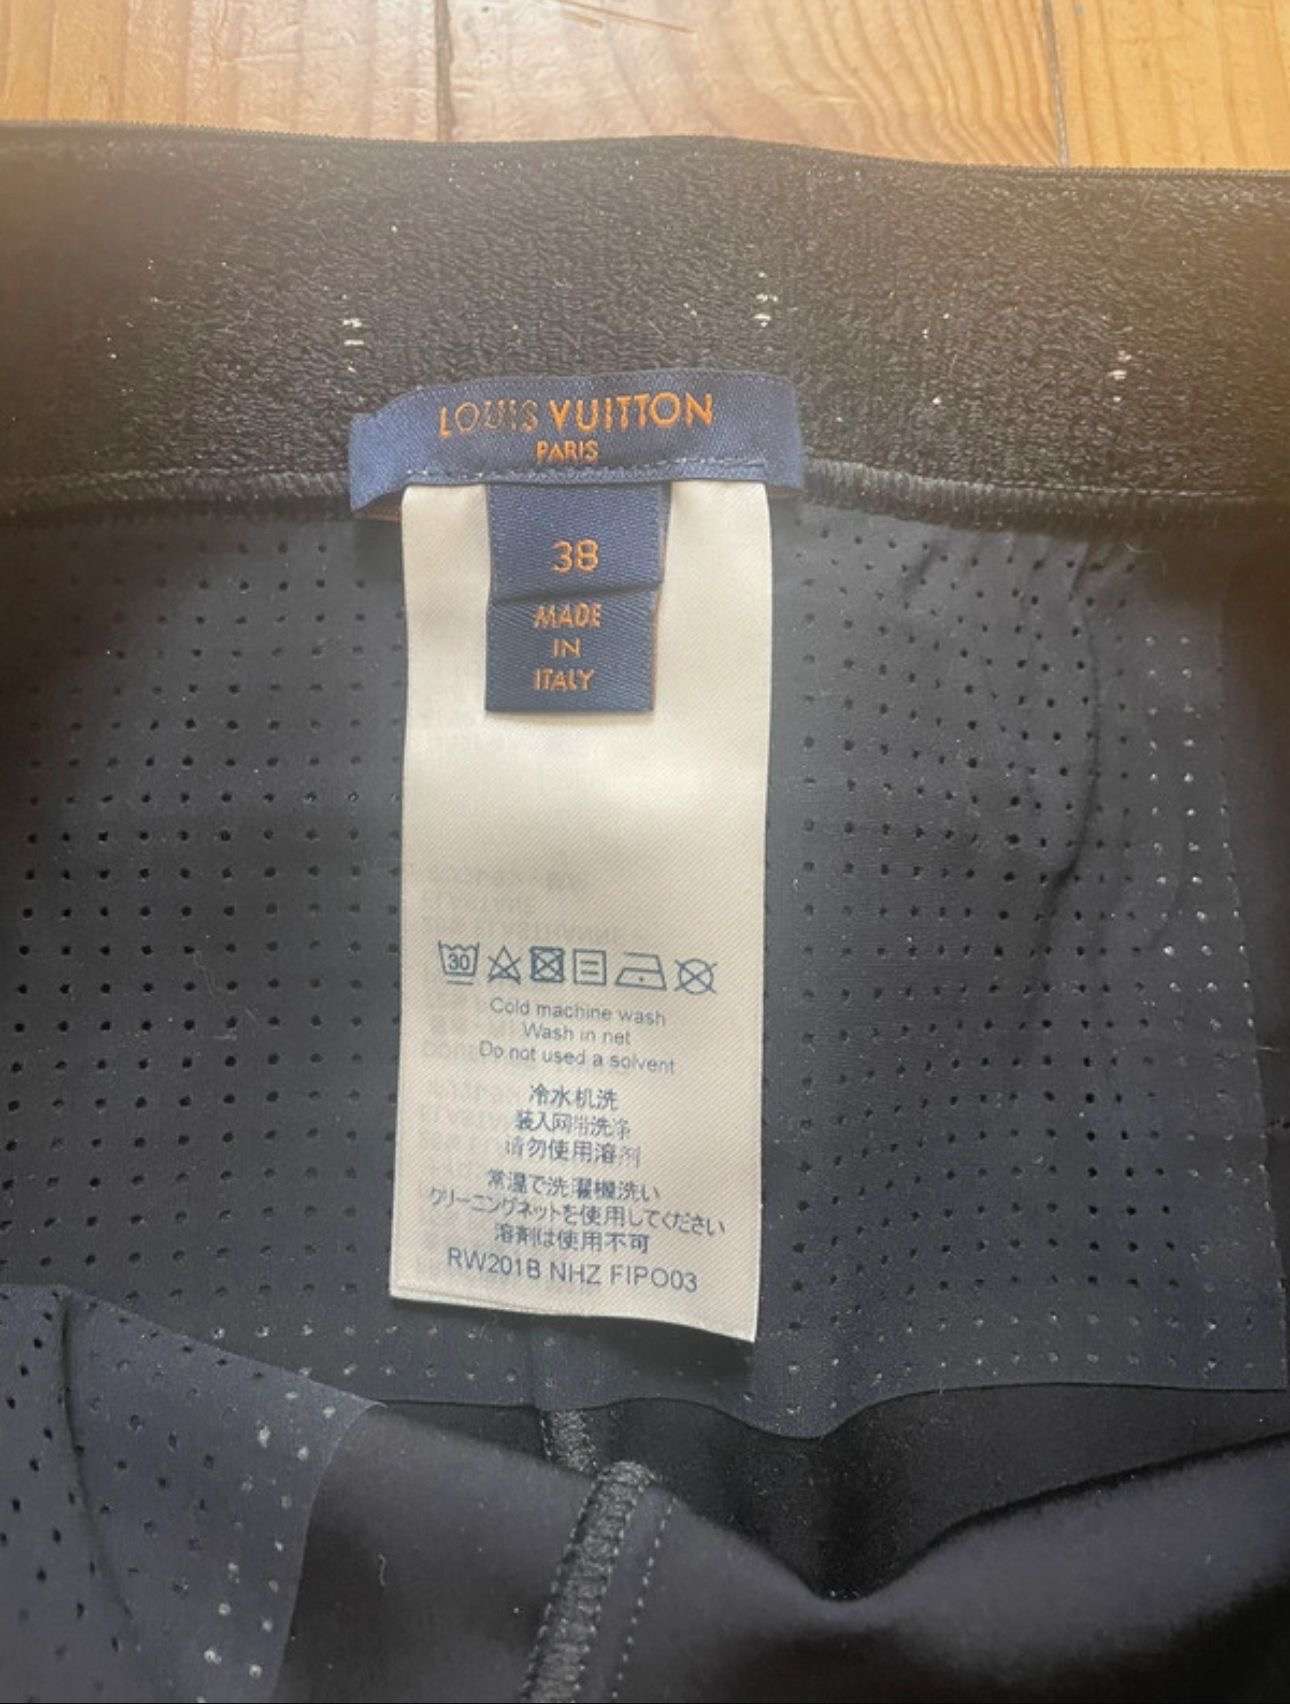 LOUIS VUITTON
PARIS
38
MADE
IN
ITALY
30
Cold machine wash
Wash in net
Do not used a solvent
冷水机洗
装入网内洗涤
请勿使用溶剂
常温で洗濯機洗い
クリーニングネットを使用してください
溶剤は使用不可
RW201B NHZ FIPO03